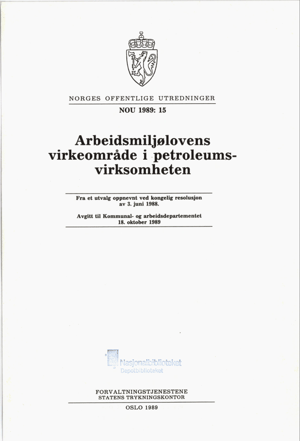 NORGES OFFENTLIGE UTREDNINGER
NOU 1989: 15
Arbeidsmiljølovens
virkeområde i petroleums-
virksomheten
Fra et utvalg oppnevnt ved kongelig resolusjon
av 3. juni 1988.
Avgitt til Kommunal- og arbeidsdepartementet
18. oktober 1989
Nasjonalbiblioteket
FORVALTNINGSTJENESTENE
STATENS TRYKNINGSKONTOR
OSLO 1989